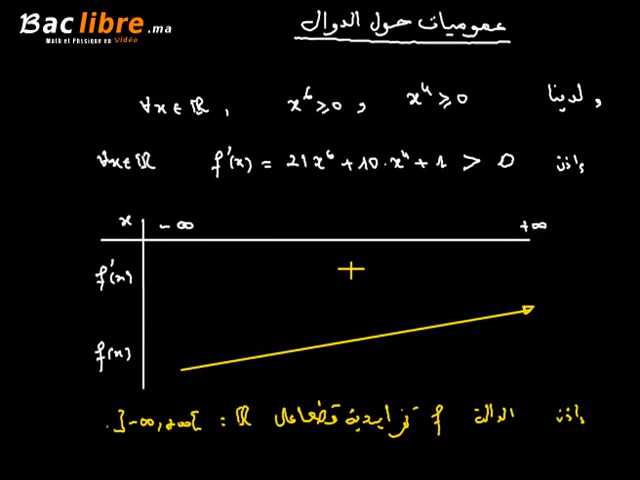 Bac libre.ma
Math et Physique en Vidéo
عموميات حول الدوال
و لدينا x⁴ ≥ 0 و x⁶ ≥ 0 , ∀x ∈ ℝ
إذن ∀x ∈ ℝ f'(x) = 21x⁶ + 10·x⁴ + 1 > 0
x -∞ +∞
f'(x) +
f(x)
إذن الدالة f تزايدية قطعا على ℝ = ]-∞,+∞[.